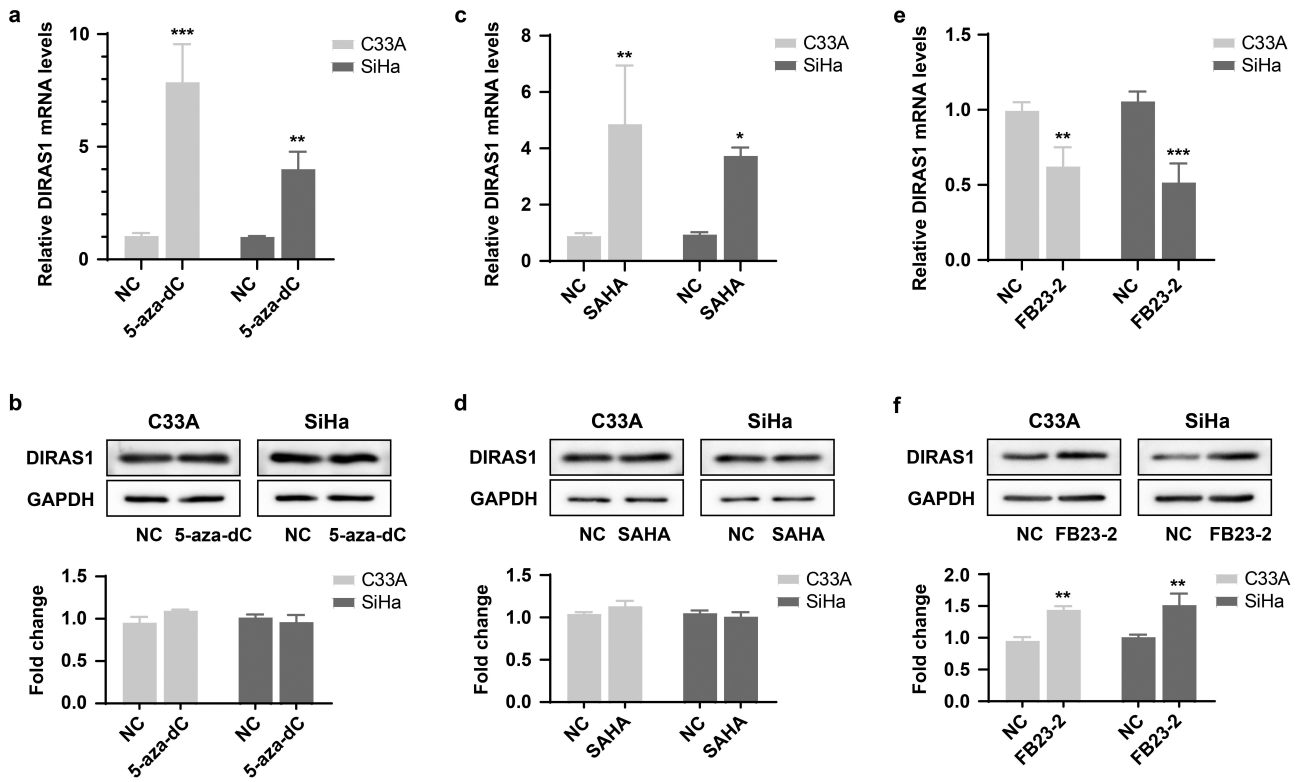 a
Relative DIRAS1 mRNA levels
10
5
0
***
**
C33A
SiHa
NC
5-aza-dC
NC
5-aza-dC
c
Relative DIRAS1 mRNA levels
8
6
4
2
0
**
*
C33A
SiHa
NC
SAHA
NC
SAHA
e
Relative DIRAS1 mRNA levels
1.5
1.0
0.5
0.0
**
***
C33A
SiHa
NC
FB23-2
NC
FB23-2
b
C33A SiHa
DIRAS1
GAPDH
NC 5-aza-dC NC 5-aza-dC
Fold change
1.5
1.0
0.5
0.0
C33A
SiHa
NC
5-aza-dC
NC
5-aza-dC
d
C33A SiHa
DIRAS1
GAPDH
NC SAHA NC SAHA
Fold change
1.5
1.0
0.5
0.0
C33A
SiHa
NC
SAHA
NC
SAHA
f
C33A SiHa
DIRAS1
GAPDH
NC FB23-2 NC FB23-2
Fold change
2.0
1.5
1.0
0.5
0.0
**
**
C33A
SiHa
NC
FB23-2
NC
FB23-2